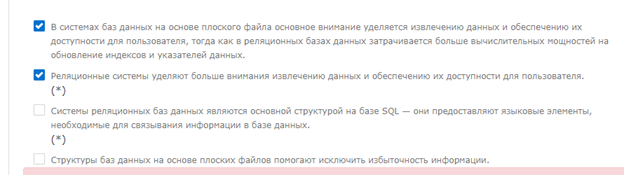 В системах баз данных на основе плоского файла основное внимание уделяется извлечению данных и обеспечению их
доступности для пользователя, тогда как в реляционных базах данных затрачивается больше вычислительных мощностей на
обновление индексов и указателей данных.
Реляционные системы уделяют больше внимания извлечению данных и обеспечению их доступности для пользователя.
(*)
Системы реляционных баз данных являются основной структурой на базе SQL — они предоставляют языковые элементы,
необходимые для связывания информации в базе данных.
(*)
Структуры баз данных на основе плоских файлов помогают исключить избыточность информации.